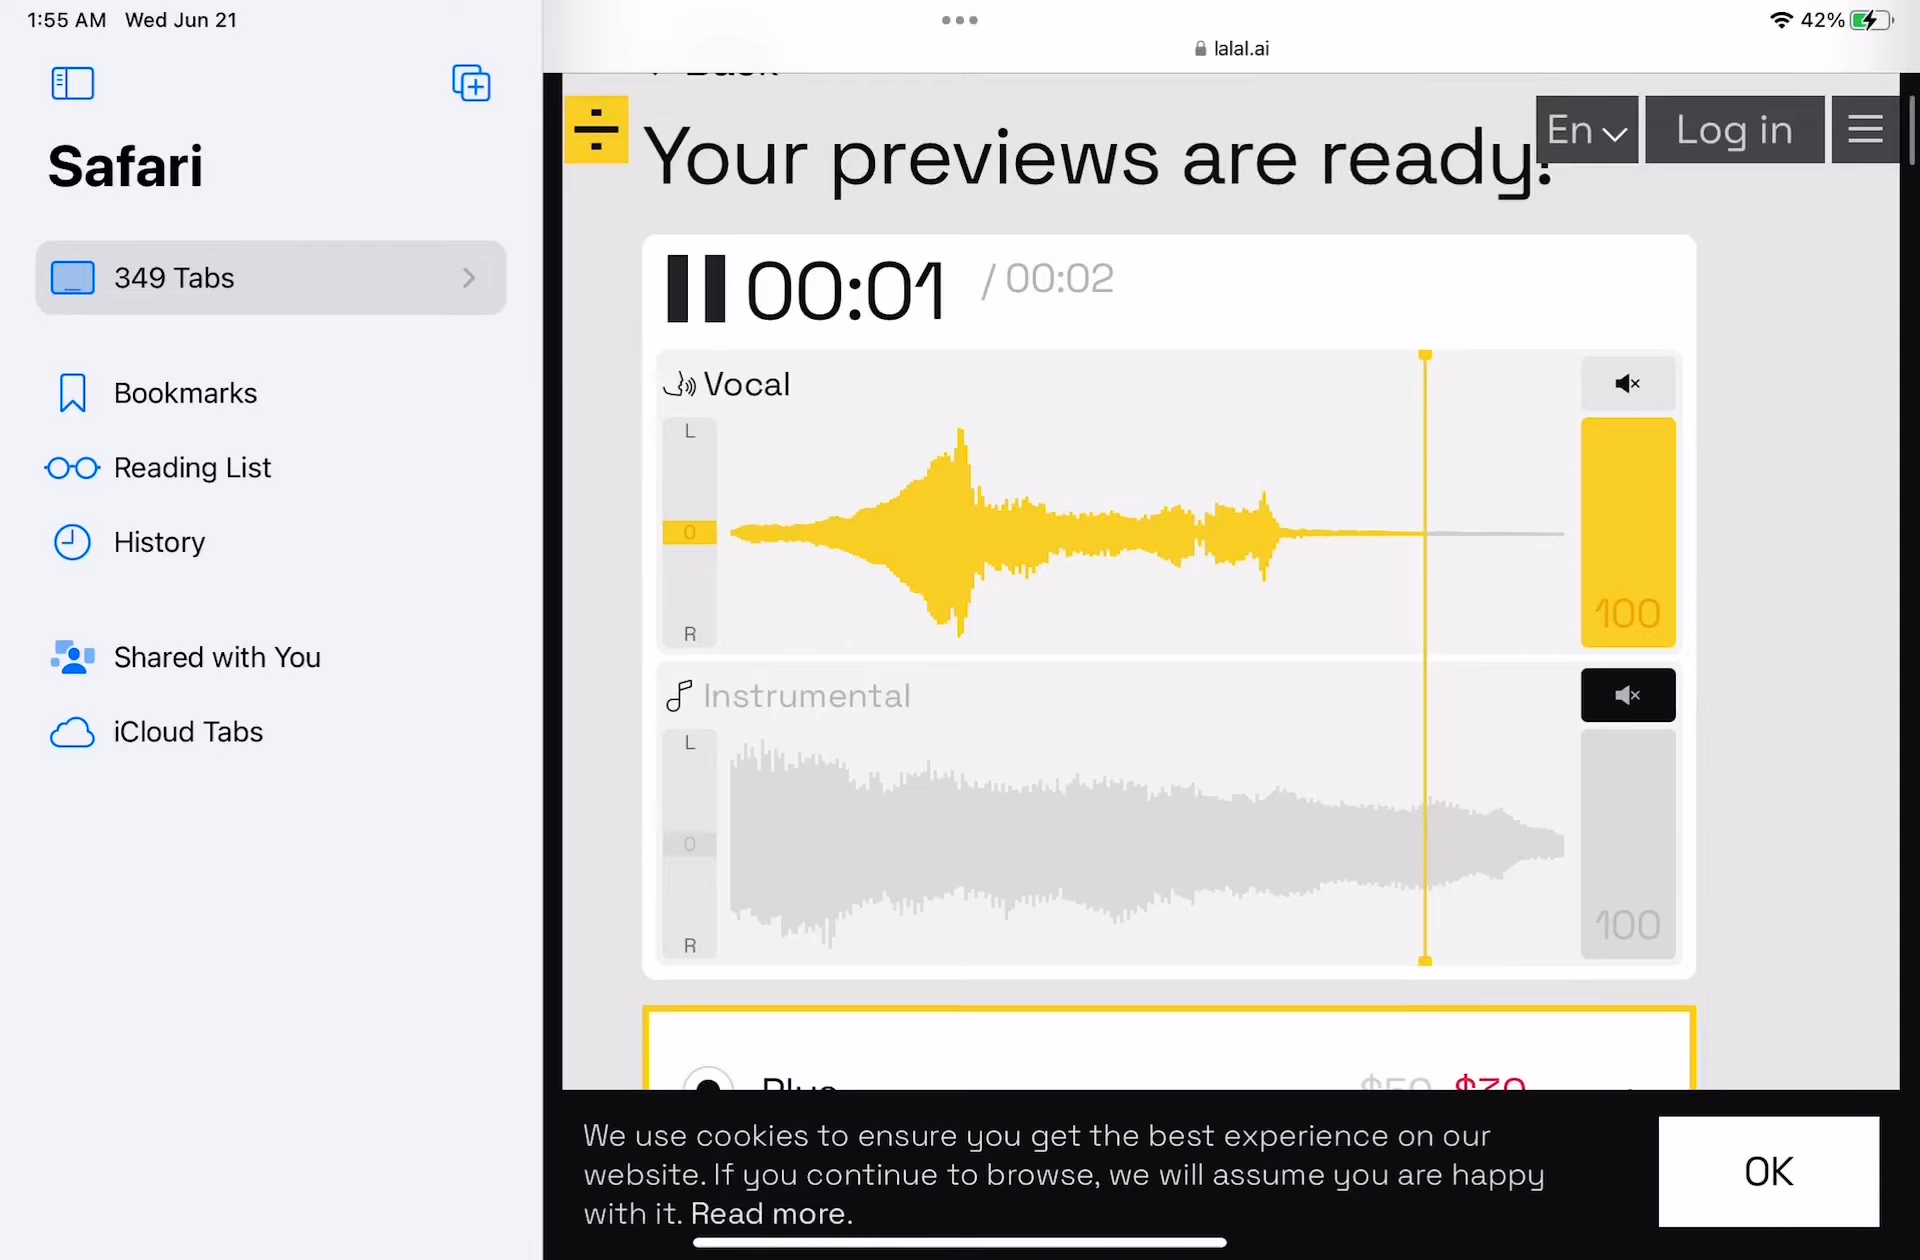 1:55 AM Wed Jun 21
42%
lalal.ai
Safari
349 Tabs
Bookmarks
Reading List
History
Shared with You
iCloud Tabs
Back
En
Log in
Your previews are ready!
00:01 / 00:02
Vocal
L
0
R
100
Instrumental
L
0
R
100
Plus
We use cookies to ensure you get the best experience on our
website. If you continue to browse, we will assume you are happy
with it. Read more.
OK